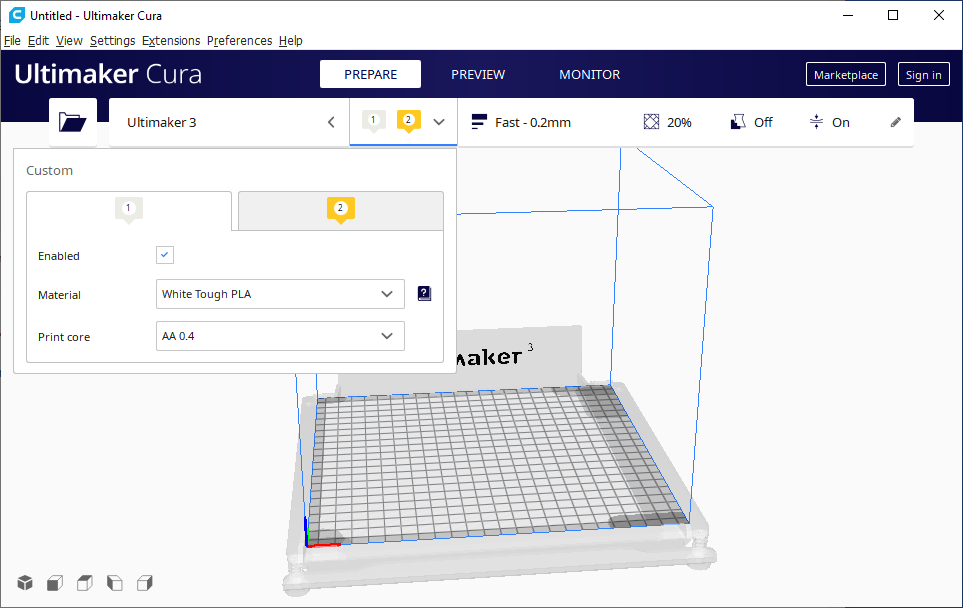 Untitled - Ultimaker Cura
File Edit View Settings Extensions Preferences Help
Ultimaker Cura PREPARE PREVIEW MONITOR Marketplace Sign in
Ultimaker 3 1 2 Fast - 0.2mm 20% Off On
Custom
1 2
Enabled
Material White Tough PLA ?
Print core AA 0.4
maker 3